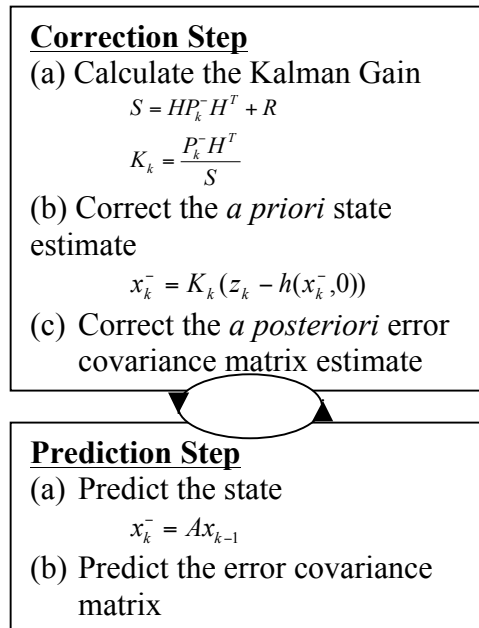 Correction Step
(a) Calculate the Kalman Gain
S = HP_k^- H^T + R
K_k = \frac{P_k^- H^T}{S}
(b) Correct the a priori state
estimate
x_k^- = K_k (z_k − h(x_k^-,0))
(c) Correct the a posteriori error
covariance matrix estimate
Prediction Step
(a) Predict the state
x_k^- = Ax_{k−1}
(b) Predict the error covariance
matrix